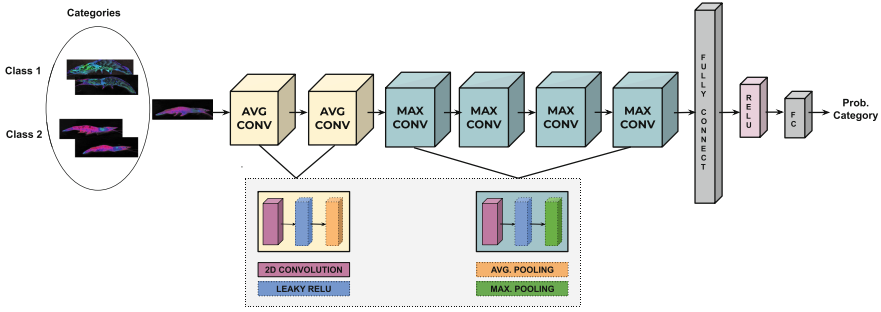 Categories
Class 1
Class 2
AVG
CONV
AVG
CONV
MAX
CONV
MAX
CONV
MAX
CONV
MAX
CONV
FULLY CONNECT
RELU
FC
Prob.
Category
2D CONVOLUTION
LEAKY RELU
AVG. POOLING
MAX. POOLING